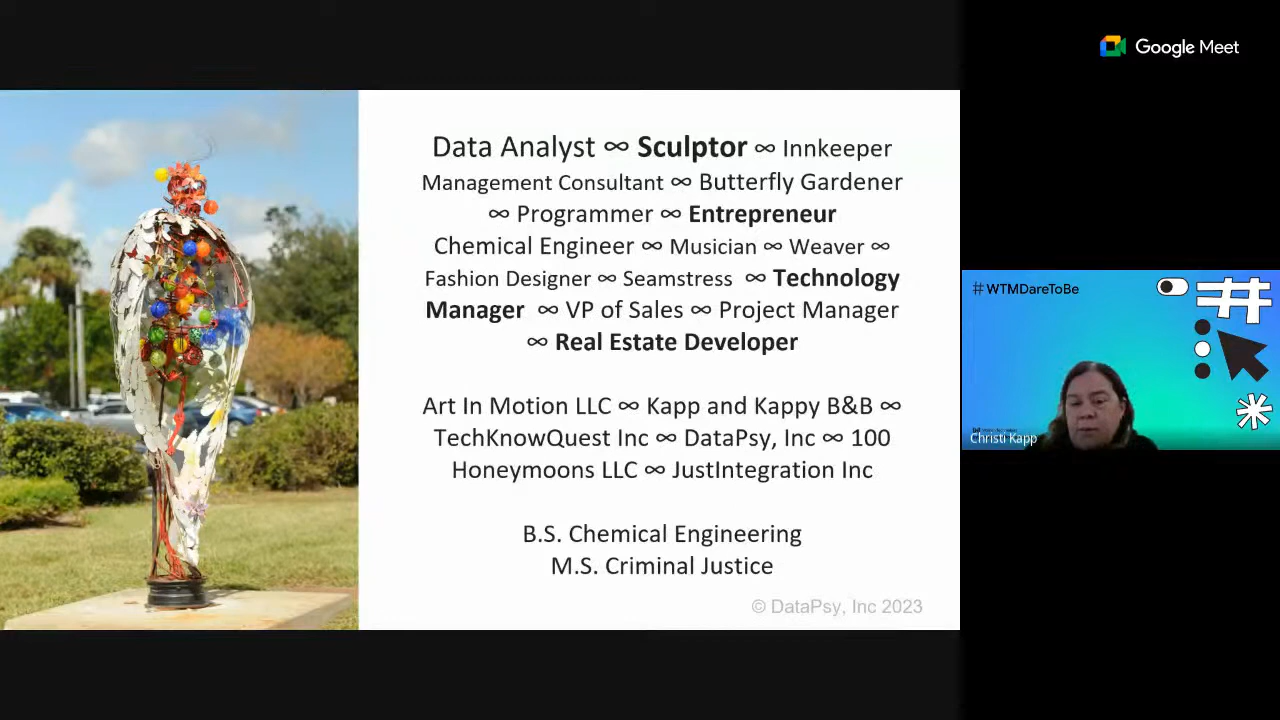 Data Analyst ∞ Sculptor ∞ Innkeeper
Management Consultant ∞ Butterfly Gardener
∞ Programmer ∞ Entrepreneur
Chemical Engineer ∞ Musician ∞ Weaver ∞
Fashion Designer ∞ Seamstress ∞ Technology
Manager ∞ VP of Sales ∞ Project Manager
∞ Real Estate Developer
Art In Motion LLC ∞ Kapp and Kappy B&B ∞
TechKnowQuest Inc ∞ DataPsy, Inc ∞ 100
Honeymoons LLC ∞ JustIntegration Inc
B.S. Chemical Engineering
M.S. Criminal Justice
© DataPsy, Inc 2023
Google Meet
# WTMDareToBe
Christi Kapp